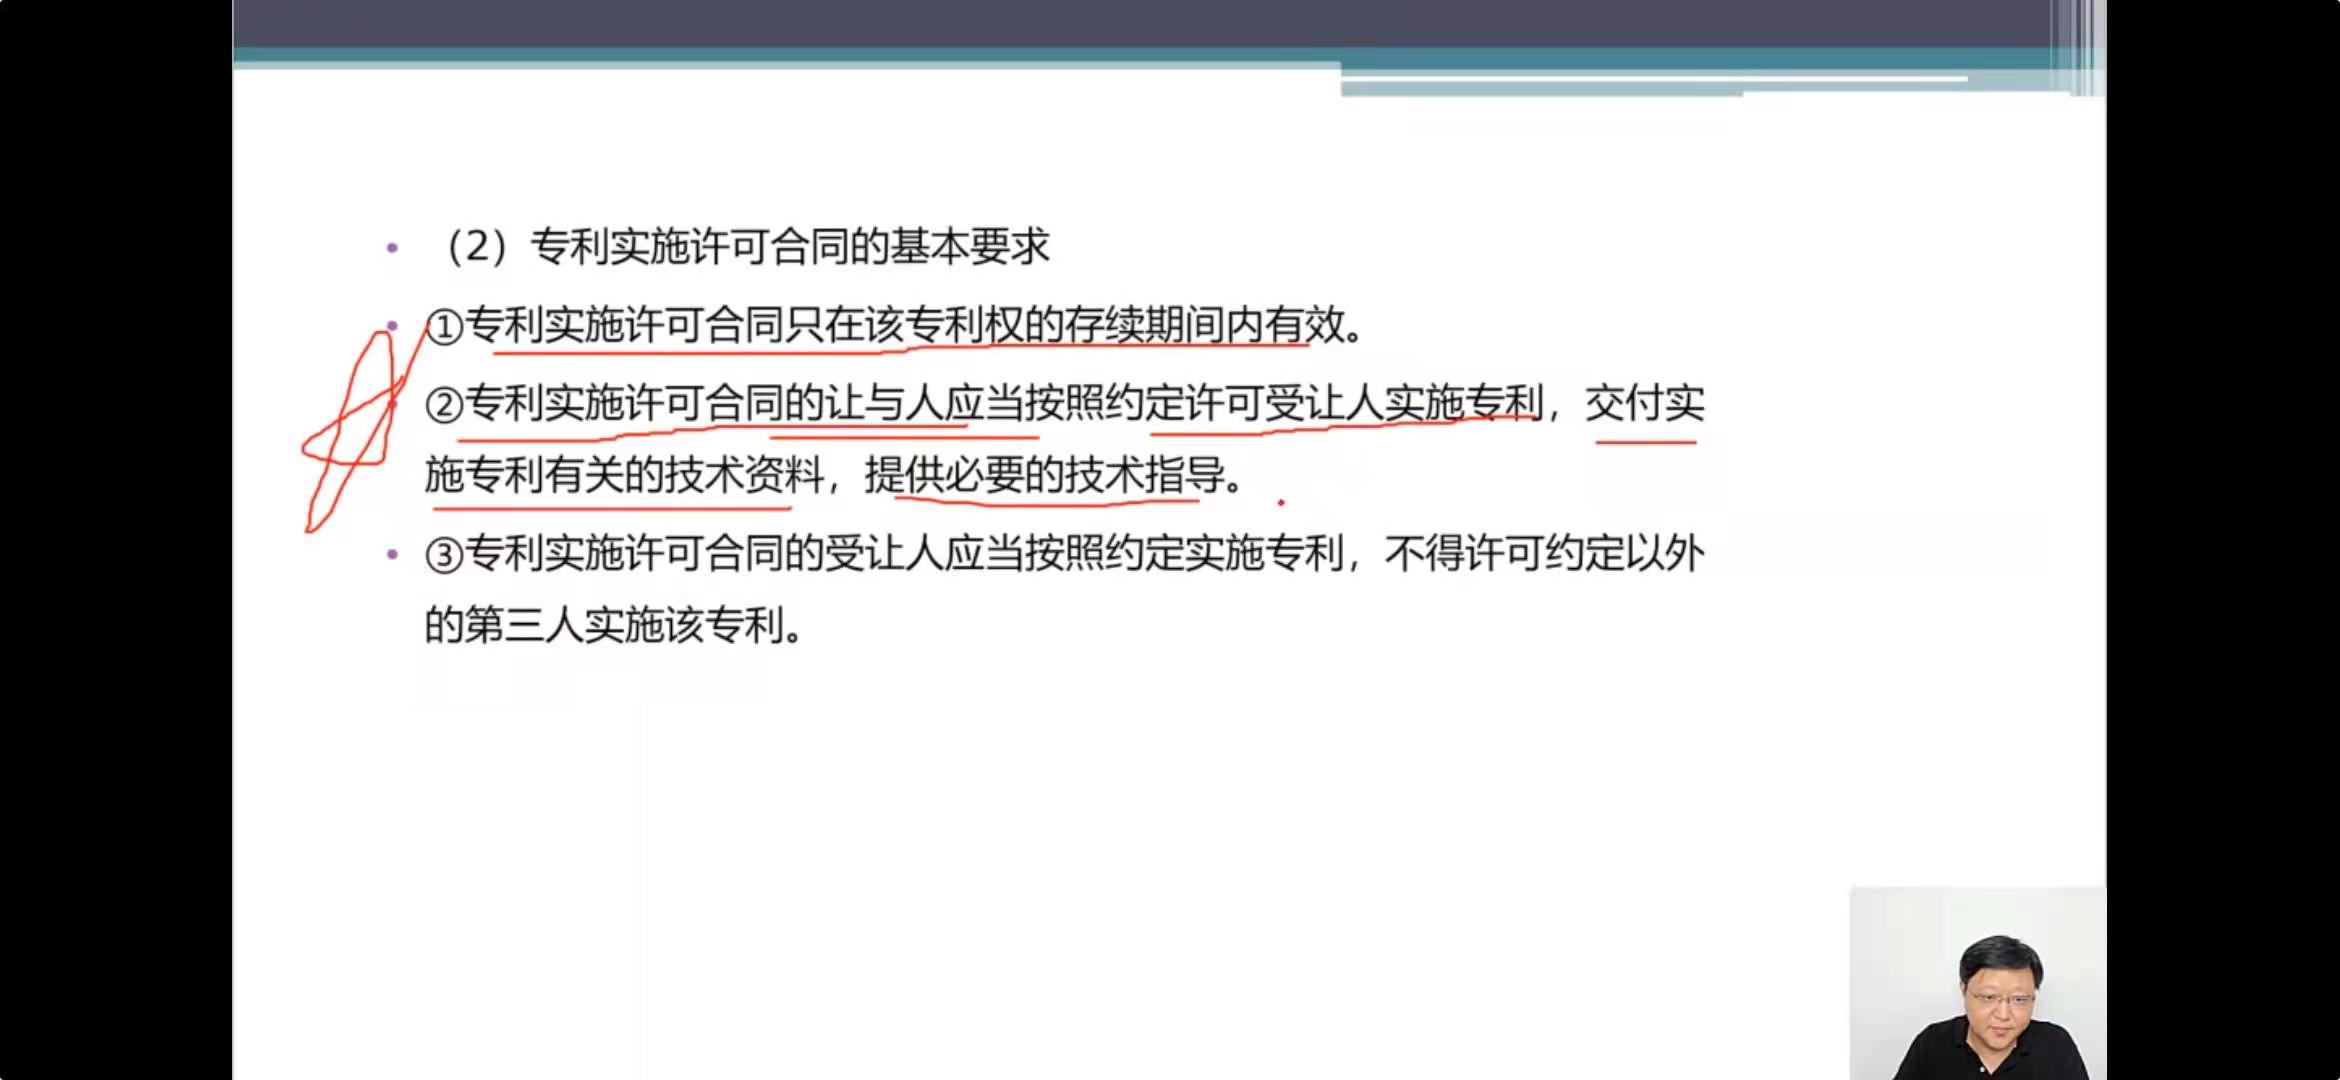 （2）专利实施许可合同的基本要求
①专利实施许可合同只在该专利权的存续期间内有效。
②专利实施许可合同的让与人应当按照约定许可受让人实施专利，交付实
施专利有关的技术资料，提供必要的技术指导。
③专利实施许可合同的受让人应当按照约定实施专利，不得许可约定以外
的第三人实施该专利。